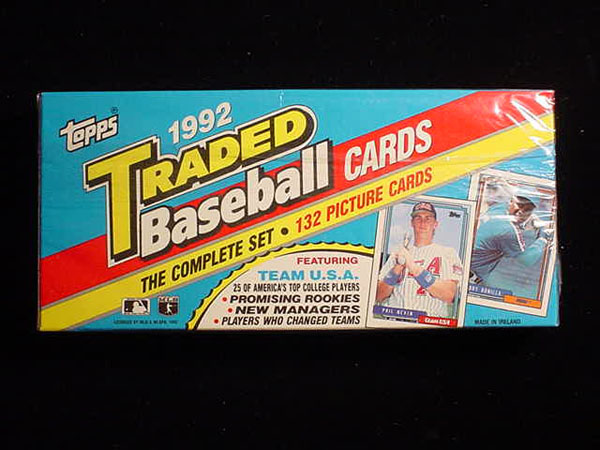 TOPPS®
1992
TRADED
Baseball CARDS
THE COMPLETE SET • 132 PICTURE CARDS
FEATURING
TEAM U.S.A.
25 OF AMERICA'S TOP COLLEGE PLAYERS
• PROMISING ROOKIES
• NEW MANAGERS
• PLAYERS WHO CHANGED TEAMS
Topps
PHIL NEVIN
TEAM USA
BONILLA
MADE IN IRELAND